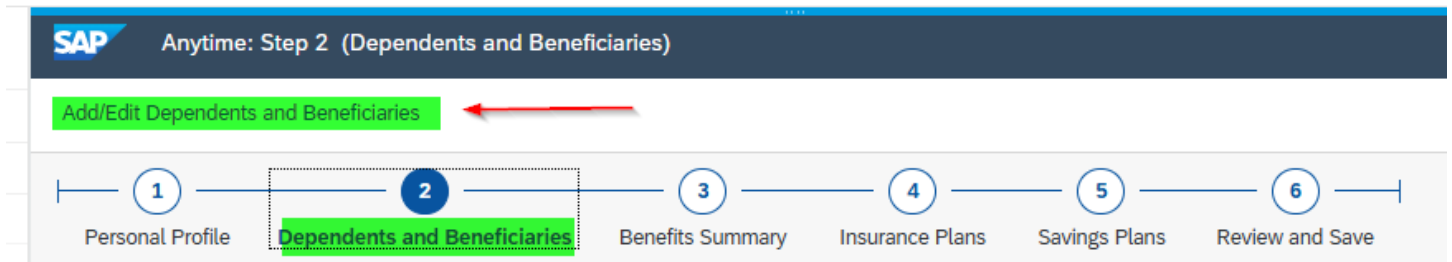 SAP Anytime: Step 2 (Dependents and Beneficiaries)
Add/Edit Dependents and Beneficiaries
1 2 3 4 5 6
Personal Profile Dependents and Beneficiaries Benefits Summary Insurance Plans Savings Plans Review and Save